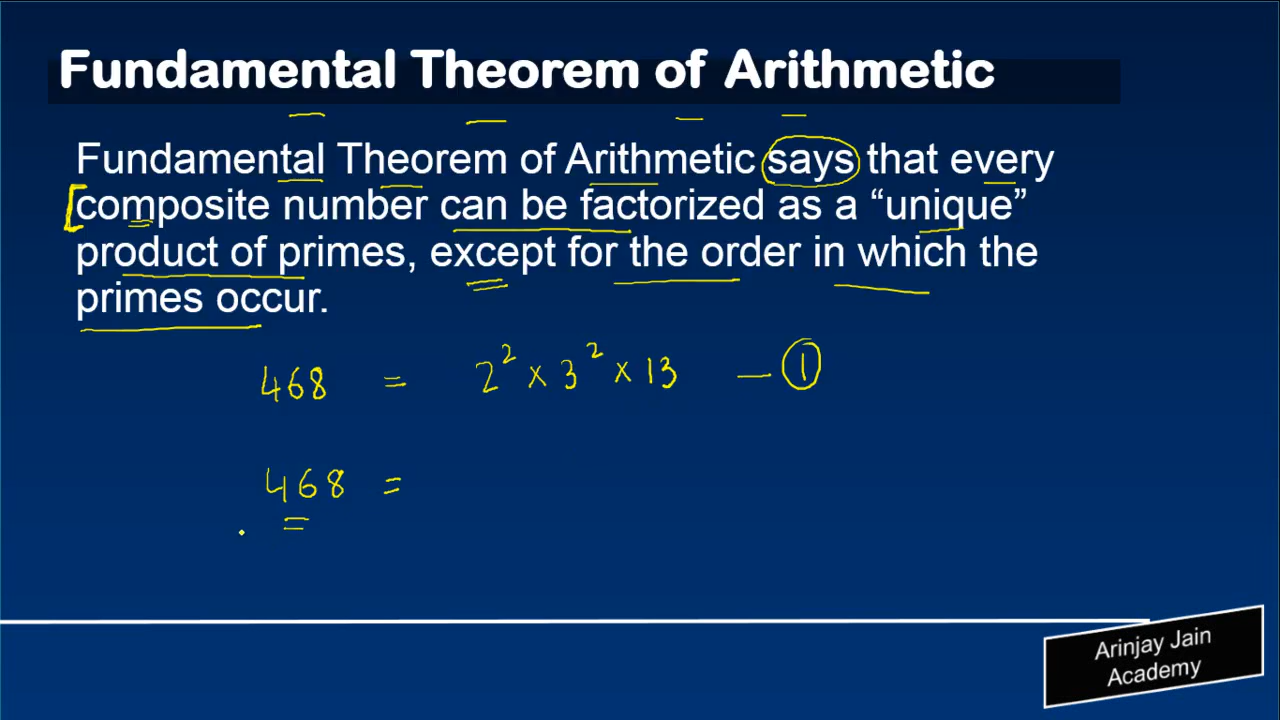 Fundamental Theorem of Arithmetic
Fundamental Theorem of Arithmetic says that every
composite number can be factorized as a “unique”
product of primes, except for the order in which the
primes occur.
468 = 2² × 3² × 13 — ①
468 =
Arinjay Jain
Academy